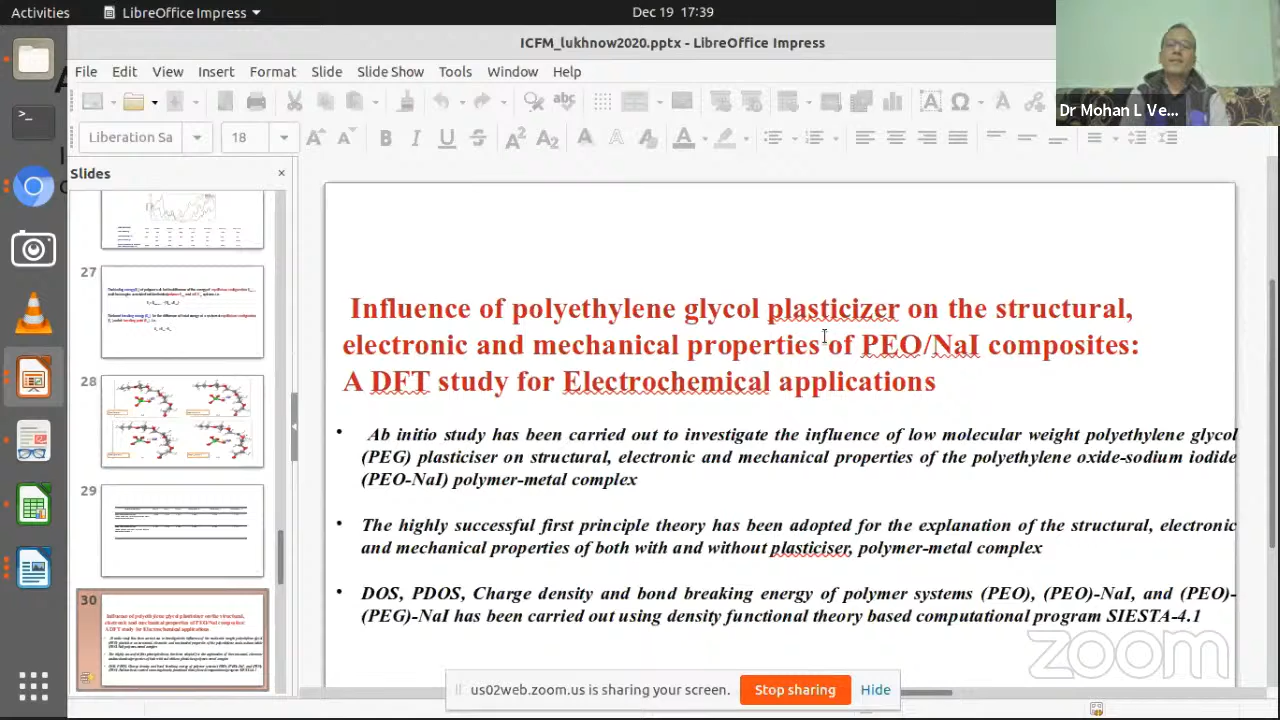 Activities
LibreOffice Impress
Dec 19 17:39
ICFM_lukhnow2020.pptx - LibreOffice Impress
File Edit View Insert Format Slide Slide Show Tools Window Help
Liberation Sa
18
Dr Mohan L Ve...
Slides
27
28
29
30
Influence of polyethylene glycol plasticizer on the structural,
electronic and mechanical properties of PEO/NaI composites:
A DFT study for Electrochemical applications
• Ab initio study has been carried out to investigate the influence of low molecular weight polyethylene glycol
(PEG) plasticiser on structural, electronic and mechanical properties of the polyethylene oxide-sodium iodide
(PEO-NaI) polymer-metal complex
• The highly successful first principle theory has been adopted for the explanation of the structural, electronic
and mechanical properties of both with and without plasticiser, polymer-metal complex
• DOS, PDOS, Charge density and bond breaking energy of polymer systems (PEO), (PEO)-NaI, and (PEO)-
(PEG)-NaI has been carried out using density functional theory based computational program SIESTA-4.1
zoom
us02web.zoom.us is sharing your screen.
Stop sharing
Hide